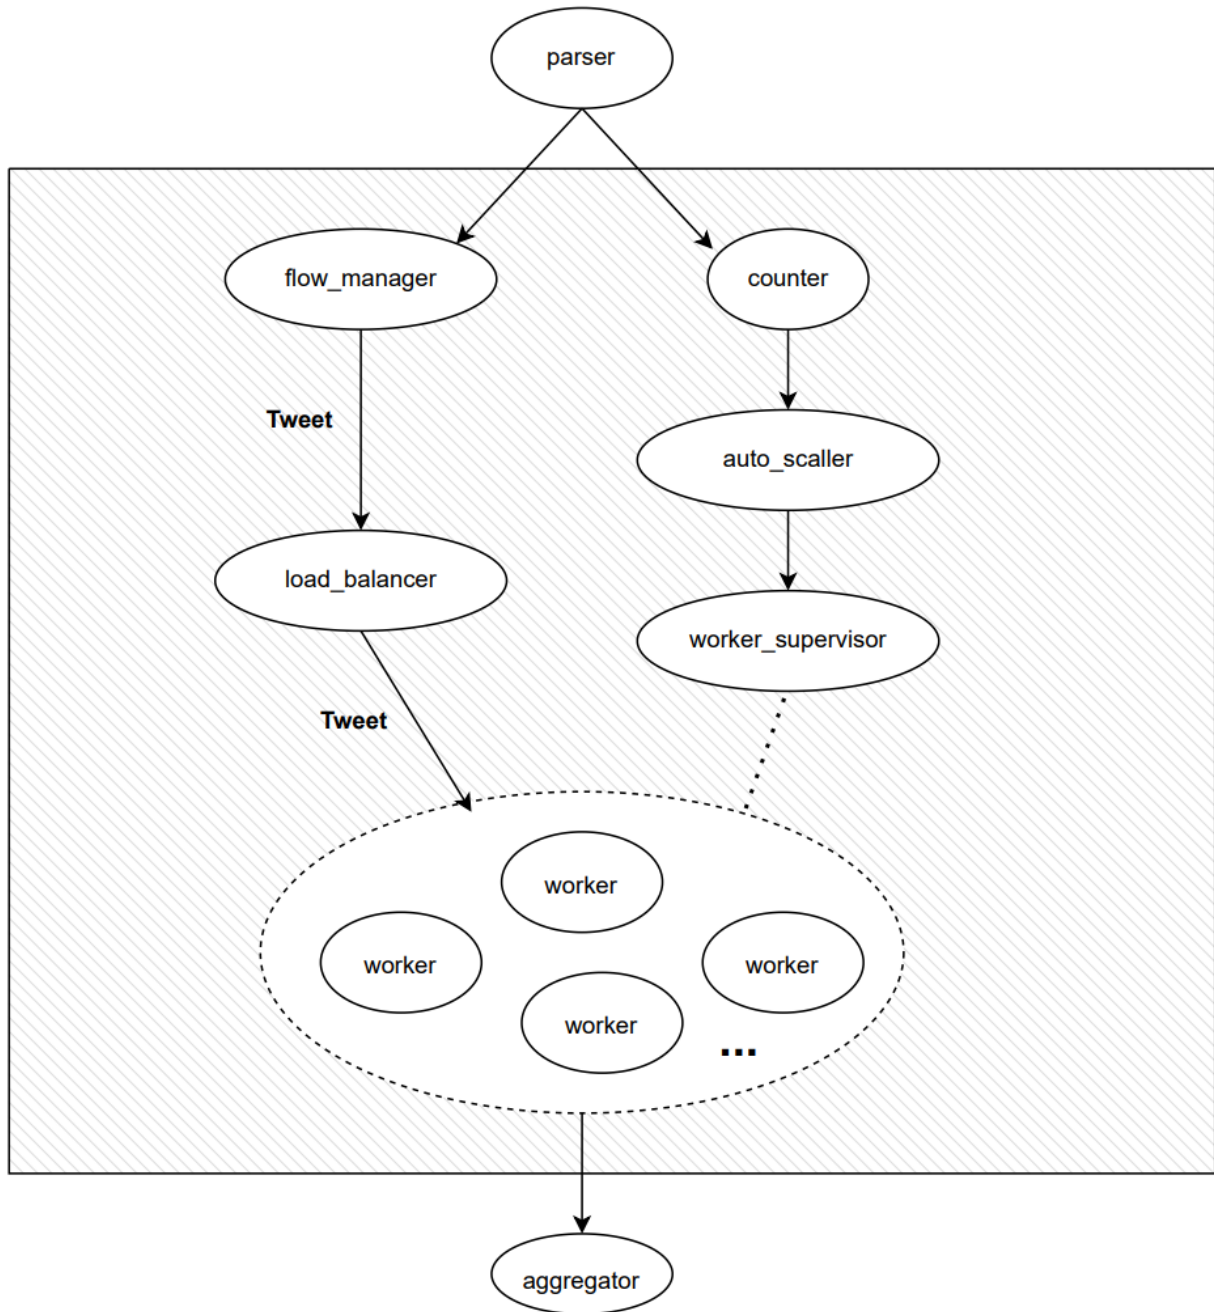 parser
flow_manager
counter
Tweet
auto_scaller
load_balancer
worker_supervisor
Tweet
worker
worker
worker
worker
...
aggregator